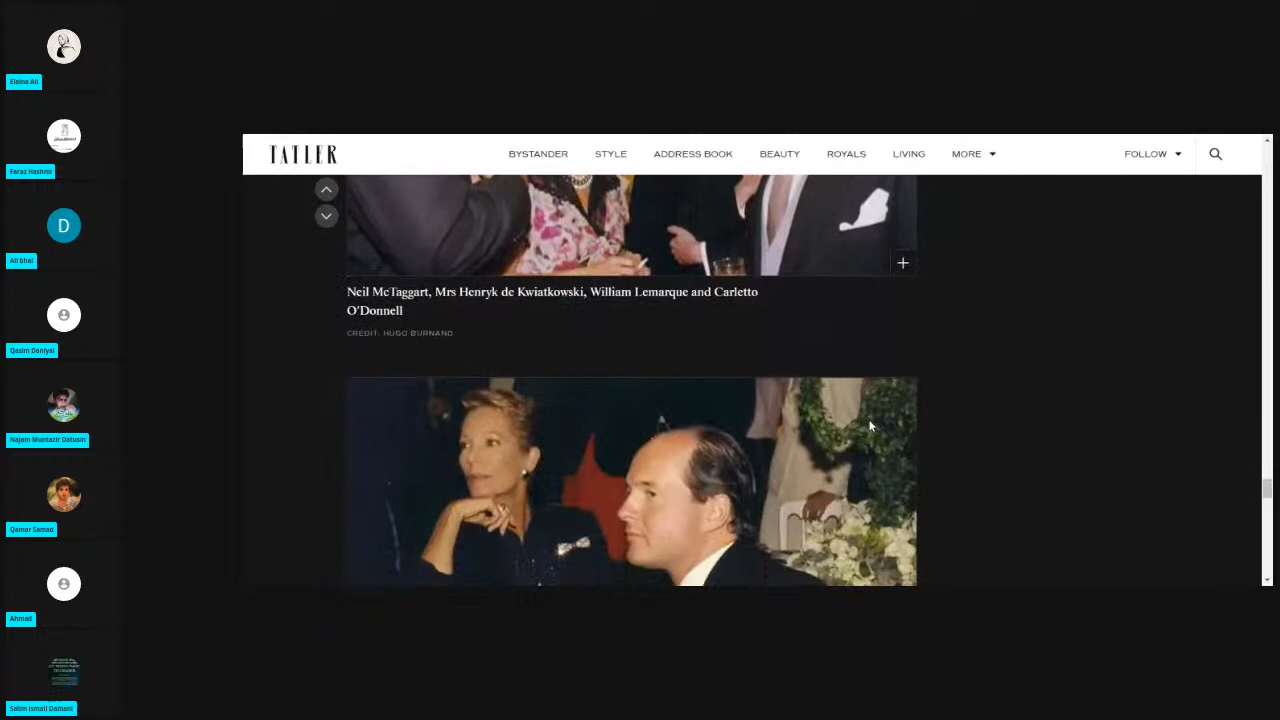 Elaina Ali
Faraz Hashmi
D
Ali bhai
Qasim Daniyal
Najam Muntazir Datusin
Qamar Samad
Ahmad
Salim Ismail Damani
TATLER
BYSTANDER STYLE ADDRESS BOOK BEAUTY ROYALS LIVING MORE FOLLOW
Neil McTaggart, Mrs Henryk de Kwiatkowski, William Lemarque and Carletto
O'Donnell
CREDIT: HUGO BURNAND